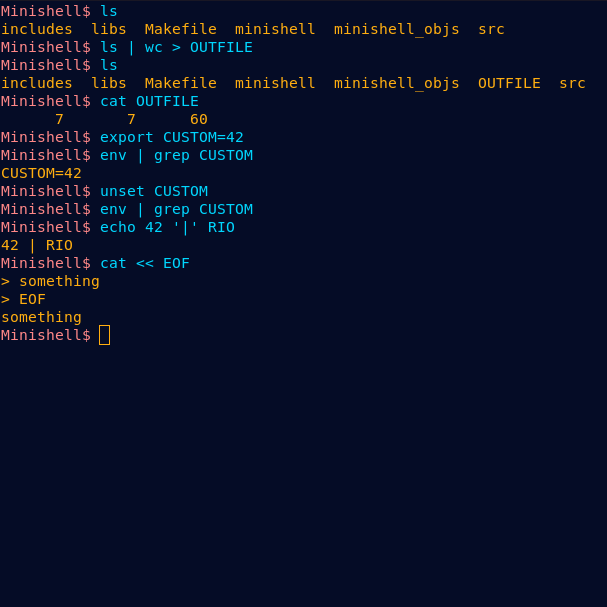 Minishell$ ls
includes  libs  Makefile  minishell  minishell_objs  src
Minishell$ ls | wc > OUTFILE
Minishell$ ls
includes  libs  Makefile  minishell  minishell_objs  OUTFILE  src
Minishell$ cat OUTFILE
      7       7      60
Minishell$ export CUSTOM=42
Minishell$ env | grep CUSTOM
CUSTOM=42
Minishell$ unset CUSTOM
Minishell$ env | grep CUSTOM
Minishell$ echo 42 '|' RIO
42 | RIO
Minishell$ cat << EOF
> something
> EOF
something
Minishell$